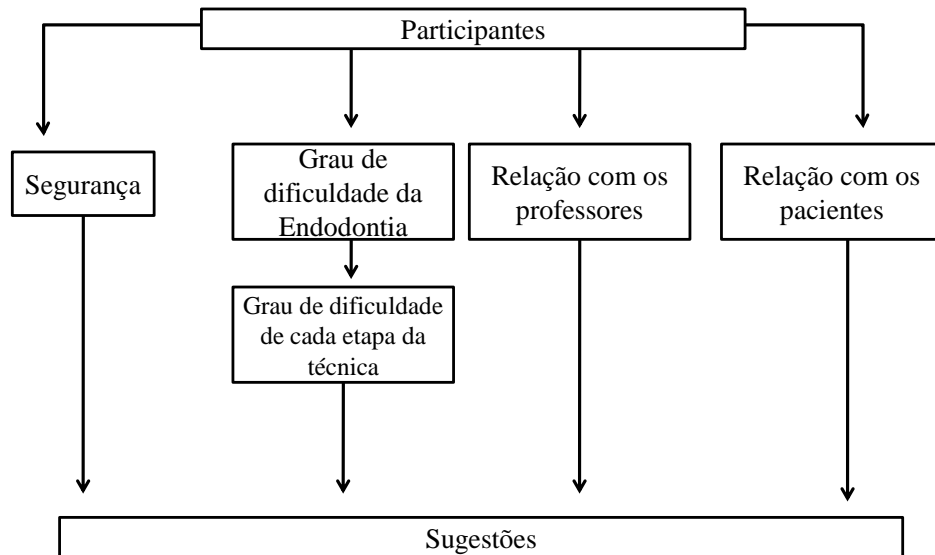 Participantes
Segurança
Grau de
dificuldade da
Endodontia
Relação com os
professores
Relação com os
pacientes
Grau de dificuldade
de cada etapa da
técnica
Sugestões